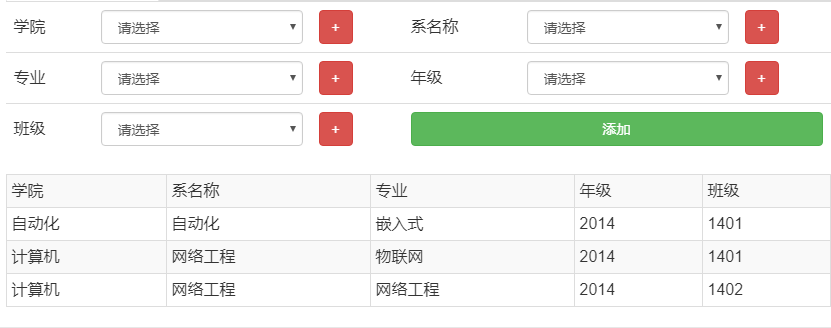 学院 请选择 + 系名称 请选择 +
专业 请选择 + 年级 请选择 +
班级 请选择 + 添加
学院 系名称 专业 年级 班级
自动化 自动化 嵌入式 2014 1401
计算机 网络工程 物联网 2014 1401
计算机 网络工程 网络工程 2014 1402